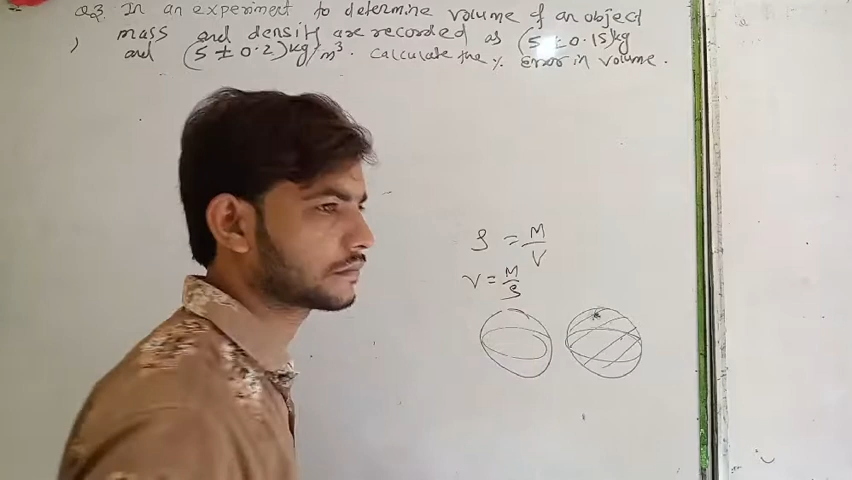 Q3. In an experiment to determine volume of an object
, mass and density are recorded as (5 ± 0.15)kg
and (5 ± 0.2) kg/m³. Calculate the % error in volume.
ρ = M/V
V = M/ρ